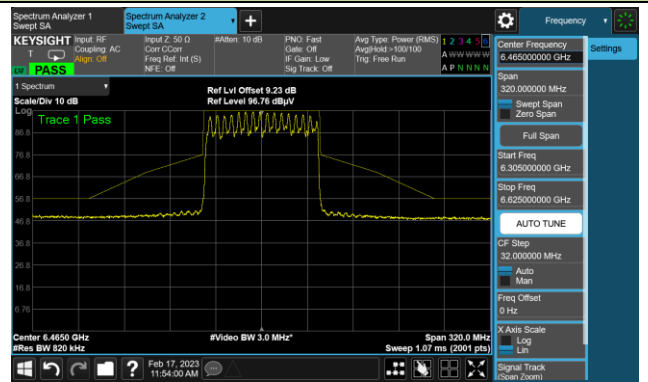 Spectrum Analyzer 1
Swept SA
Spectrum Analyzer 2
Swept SA
Frequency
KEYSIGHT
Input: RF
Coupling: AC
Align: Off
Input Z: 50 Ω
Corr CCorr
Freq Ref: Int (S)
NFE: Off
#Atten: 10 dB
PNO: Fast
Gate: Off
IF Gain: Low
Sig Track: Off
Avg Type: Power (RMS)
Avg|Hold:>100/100
Trig: Free Run
1 2 3 4 5 6
A W W W W W
A P N N N N
T
LW PASS
1 Spectrum
Scale/Div 10 dB
Ref Lvl Offset 9.23 dB
Ref Level 96.76 dBµV
Log
Trace 1 Pass
86.8
76.8
66.8
56.8
46.8
36.8
26.8
16.8
6.76
Center 6.4650 GHz
#Res BW 820 kHz
#Video BW 3.0 MHz*
Span 320.0 MHz
Sweep 1.07 ms (2001 pts)
Feb 17, 2023
11:54:00 AM
Center Frequency
6.465000000 GHz
Settings
Span
320.000000 MHz
Swept Span
Zero Span
Full Span
Start Freq
6.305000000 GHz
Stop Freq
6.625000000 GHz
AUTO TUNE
CF Step
32.000000 MHz
Auto
Man
Freq Offset
0 Hz
X Axis Scale
Log
Lin
Signal Track
(Span Zoom)